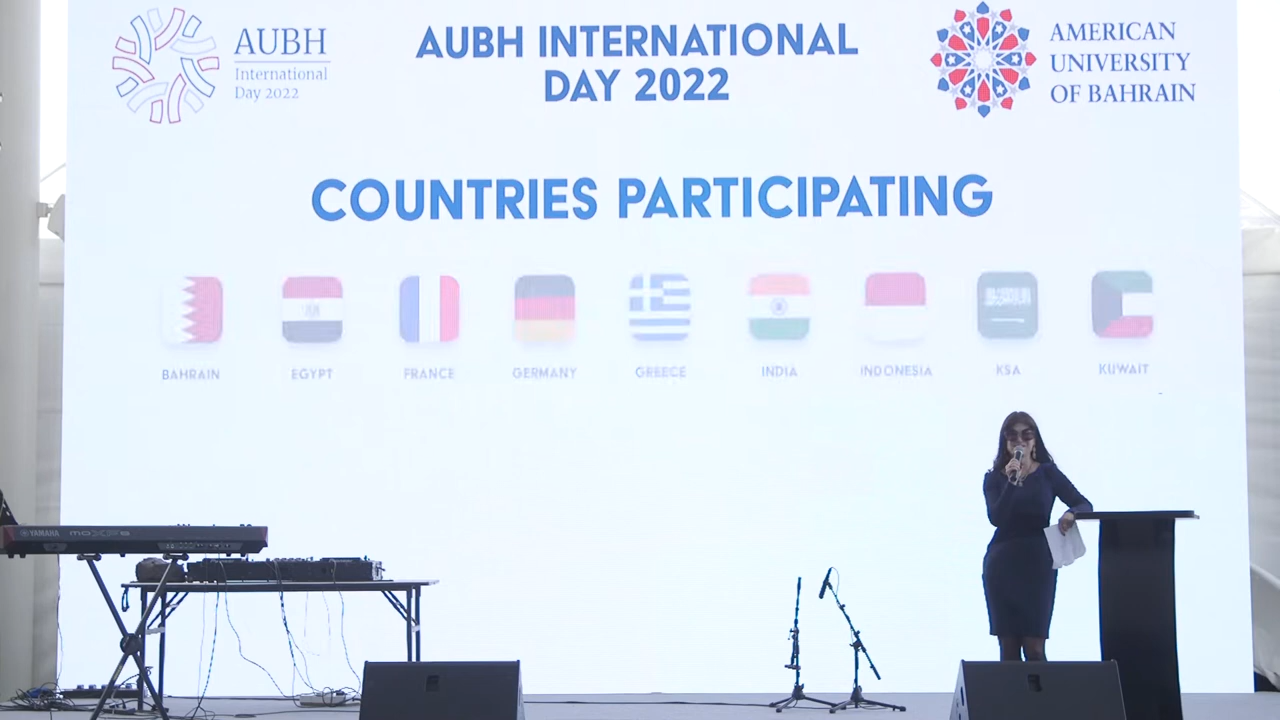 AUBH
International
Day 2022
AUBH INTERNATIONAL
DAY 2022
AMERICAN
UNIVERSITY
OF BAHRAIN
COUNTRIES PARTICIPATING
BAHRAIN
EGYPT
FRANCE
GERMANY
GREECE
INDIA
INDONESIA
KSA
KUWAIT
YAMAHA
MOXF8